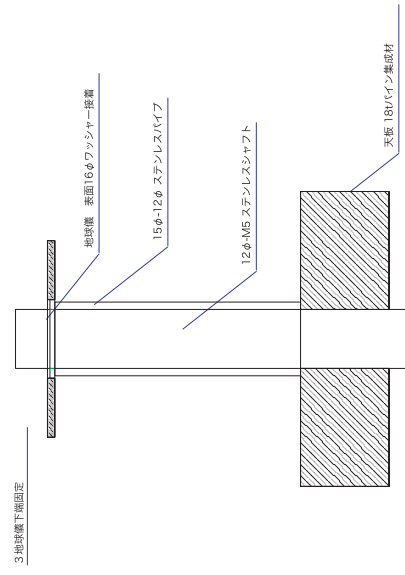 3 地球儀下端固定
地球儀　表面16φワッシャー接着
15φ-12φ ステンレスパイプ
12φ-M5 ステンレスシャフト
天板 18tパイン集成材